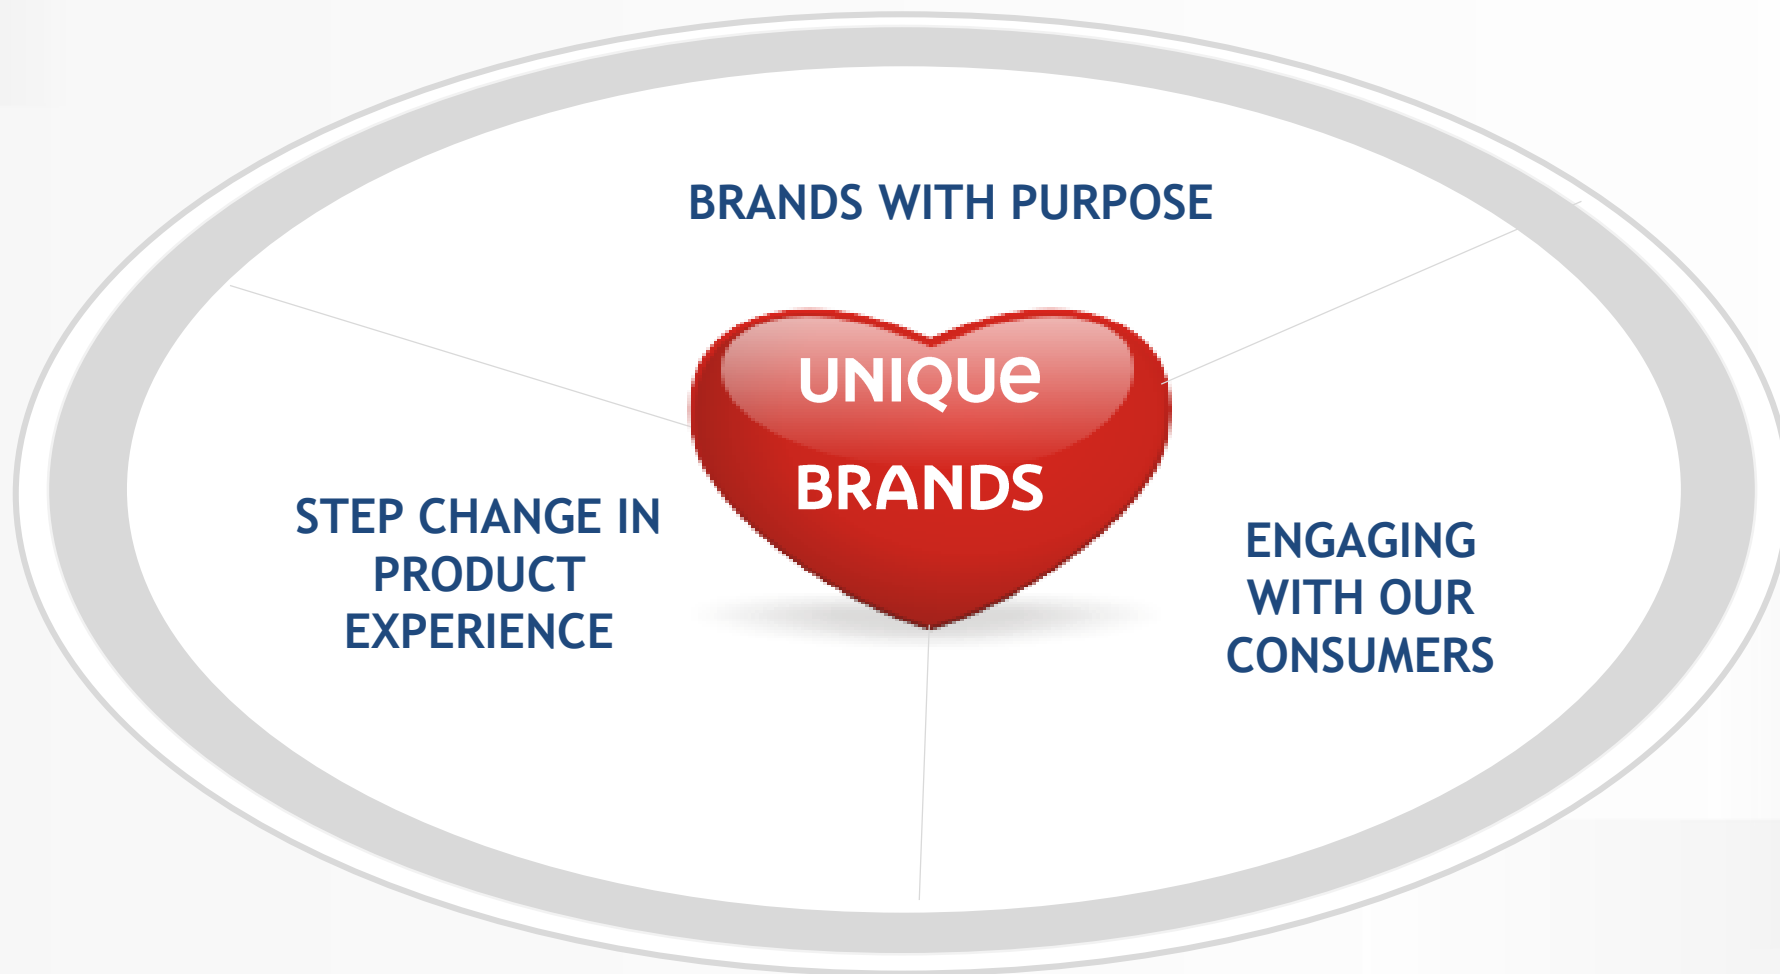 BRANDS WITH PURPOSE
UNIQUe
BRANDS
STEP CHANGE IN
PRODUCT
EXPERIENCE
ENGAGING
WITH OUR
CONSUMERS